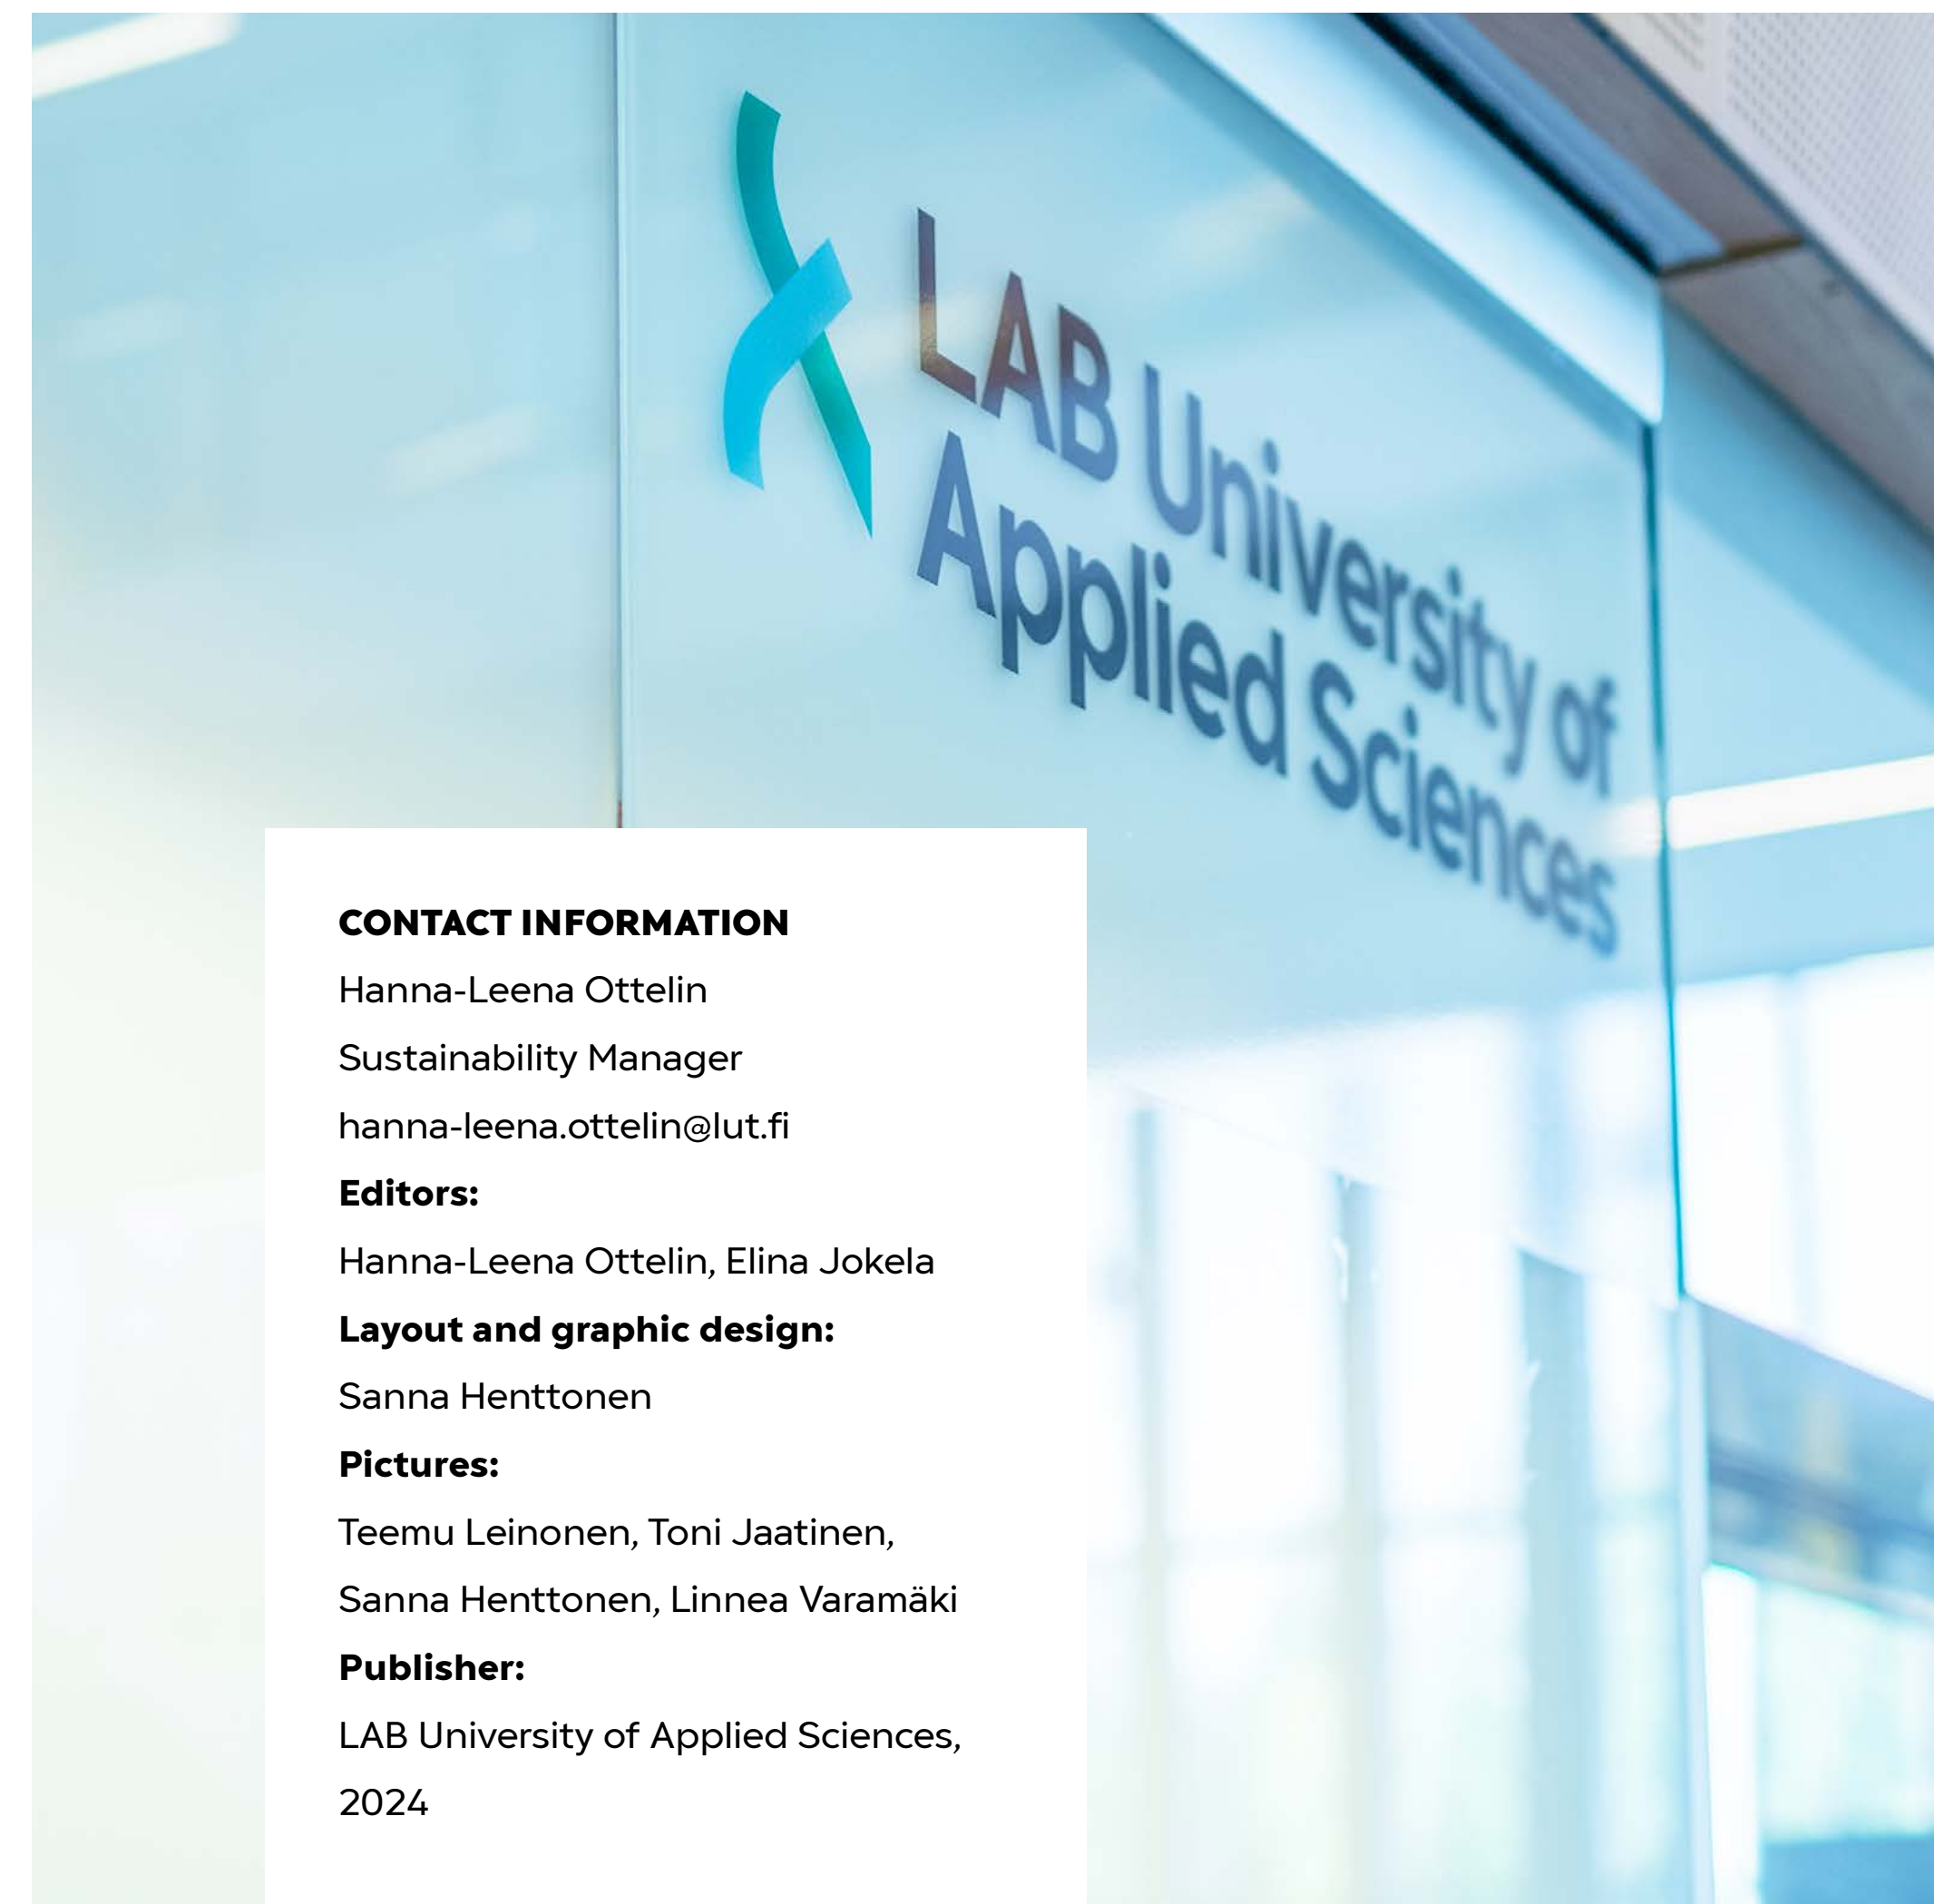 LAB University of
Applied Sciences
CONTACT INFORMATION
Hanna-Leena Ottelin
Sustainability Manager
hanna-leena.ottelin@lut.fi
Editors:
Hanna-Leena Ottelin, Elina Jokela
Layout and graphic design:
Sanna Henttonen
Pictures:
Teemu Leinonen, Toni Jaatinen,
Sanna Henttonen, Linnea Varamäki
Publisher:
LAB University of Applied Sciences,
2024